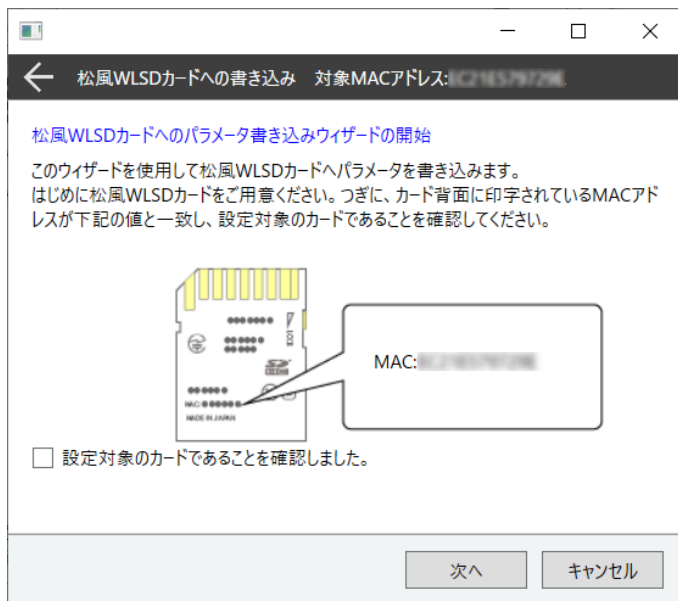 松風WLSDカードへの書き込み 対象MACアドレス:
松風WLSDカードへのパラメータ書き込みウィザードの開始
このウィザードを使用して松風WLSDカードへパラメータを書き込みます。
はじめに松風WLSDカードをご用意ください。つぎに、カード背面に印字されているMACアド
レスが下記の値と一致し、設定対象のカードであることを確認してください。
LOCK
MAC:
MAC:
MADE IN JAPAN
設定対象のカードであることを確認しました。
次へ
キャンセル